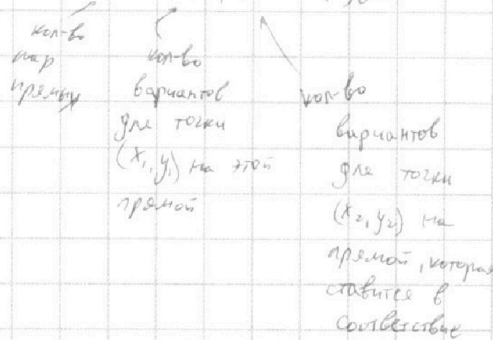 кол-во
пар
прямых
кол-во
вариантов
для точки
(x₁, y₁) на этой
прямой
кол-во
вариантов
для точки
(x₂, y₂) на
прямой, которая
ставится в
соответствие